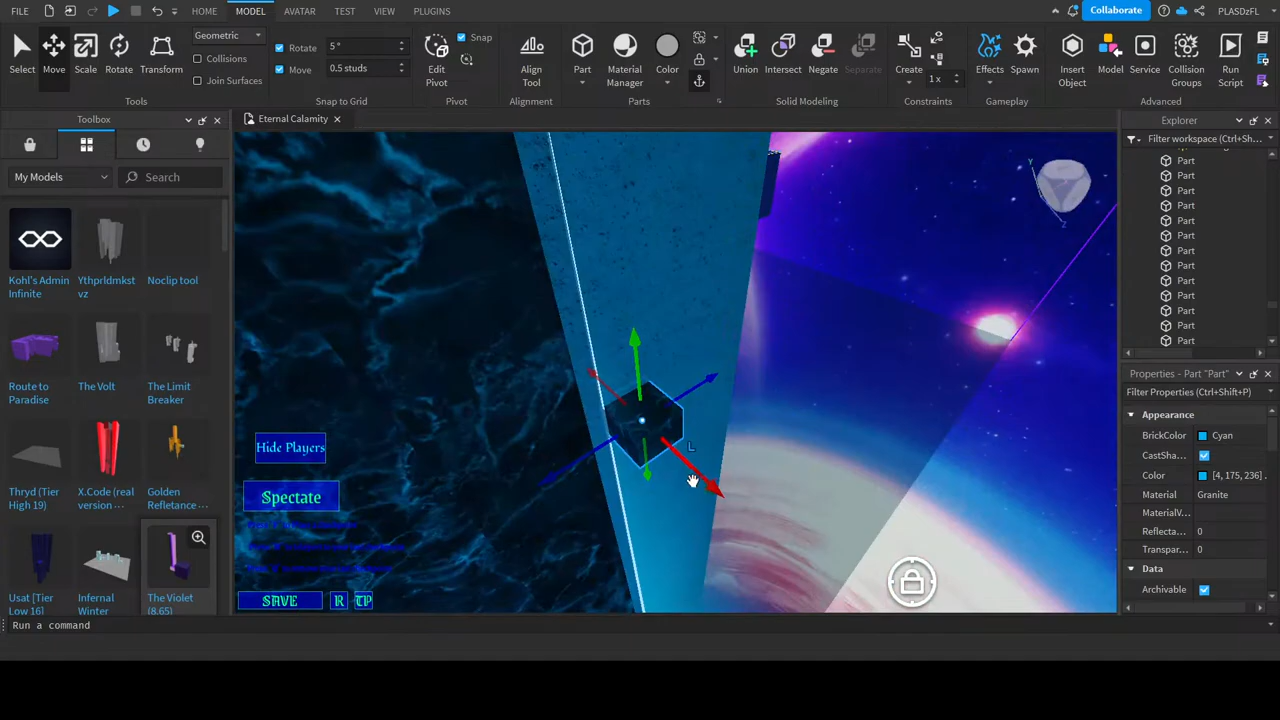 FILE
HOME
MODEL
AVATAR
TEST
VIEW
PLUGINS
Collaborate
PLASDzFL
Select
Move
Scale
Rotate
Transform
Tools
Geometric
Collisions
Join Surfaces
Rotate
5 °
Move
0.5 studs
Snap to Grid
Edit
Pivot
Snap
Pivot
Align
Tool
Alignment
Part
Material
Manager
Color
Parts
Union
Intersect
Negate
Separate
Solid Modeling
Create
1 x
Constraints
Effects
Spawn
Gameplay
Insert
Object
Model
Service
Collision
Groups
Run
Script
Advanced
Toolbox
My Models
Search
Kohl's Admin
Infinite
Ythprldmkst
vz
Noclip tool
Route to
Paradise
The Volt
The Limit
Breaker
Thryd (Tier
High 19)
X.Code (real
version ...
Golden
Refletance...
Usat [Tier
Low 16]
Infernal
Winter
The Violet
(8.65)
Eternal Calamity
Hide Players
Spectate
SAVE
R
TP
L
Y
Z
Explorer
Filter workspace (Ctrl+Sh...
Part
Part
Part
Part
Part
Part
Part
Part
Part
Part
Part
Part
Part
Properties - Part "Part"
Filter Properties (Ctrl+Shift+P)
Appearance
BrickColor
Cyan
CastSha...
Color
[4, 175, 236]
Material
Granite
MaterialV...
Reflecta...
0
Transpar...
0
Data
Archivable
Run a command